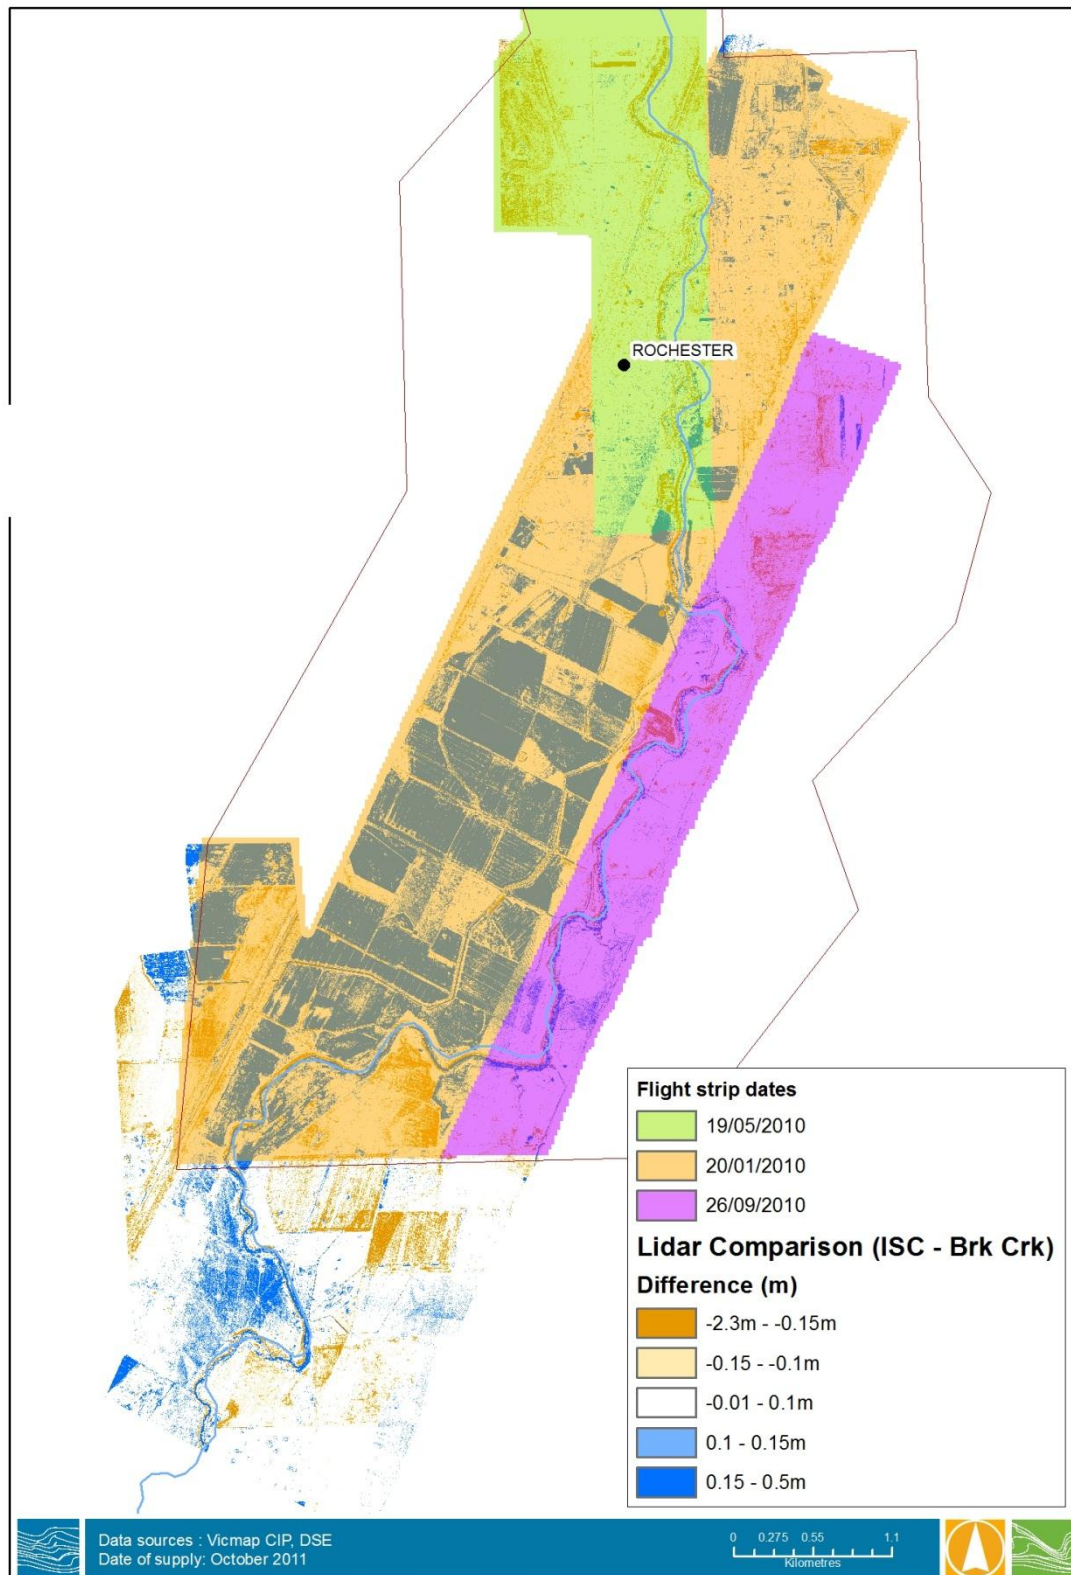 ROCHESTER
Flight strip dates
19/05/2010
20/01/2010
26/09/2010
Lidar Comparison (ISC - Brk Crk)
Difference (m)
-2.3m - -0.15m
-0.15 - -0.1m
-0.01 - 0.1m
0.1 - 0.15m
0.15 - 0.5m
Data sources : Vicmap CIP, DSE
Date of supply: October 2011
0 0.275 0.55 1.1
Kilometres